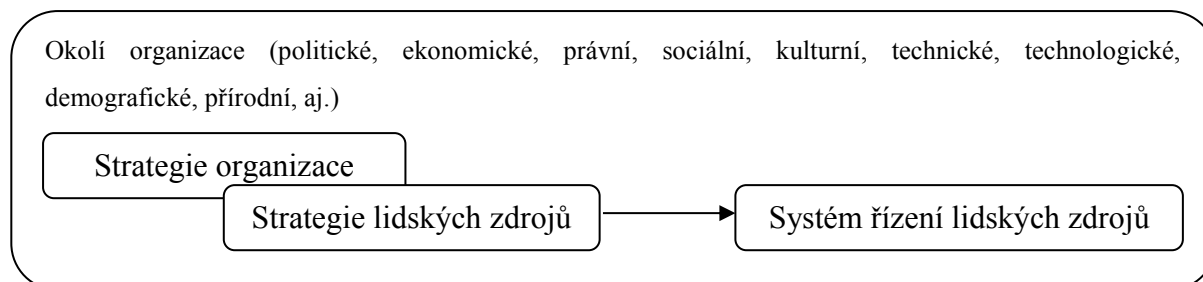 Okolí organizace (politické, ekonomické, právní, sociální, kulturní, technické, technologické,
demografické, přírodní, aj.)
Strategie organizace
Strategie lidských zdrojů
Systém řízení lidských zdrojů